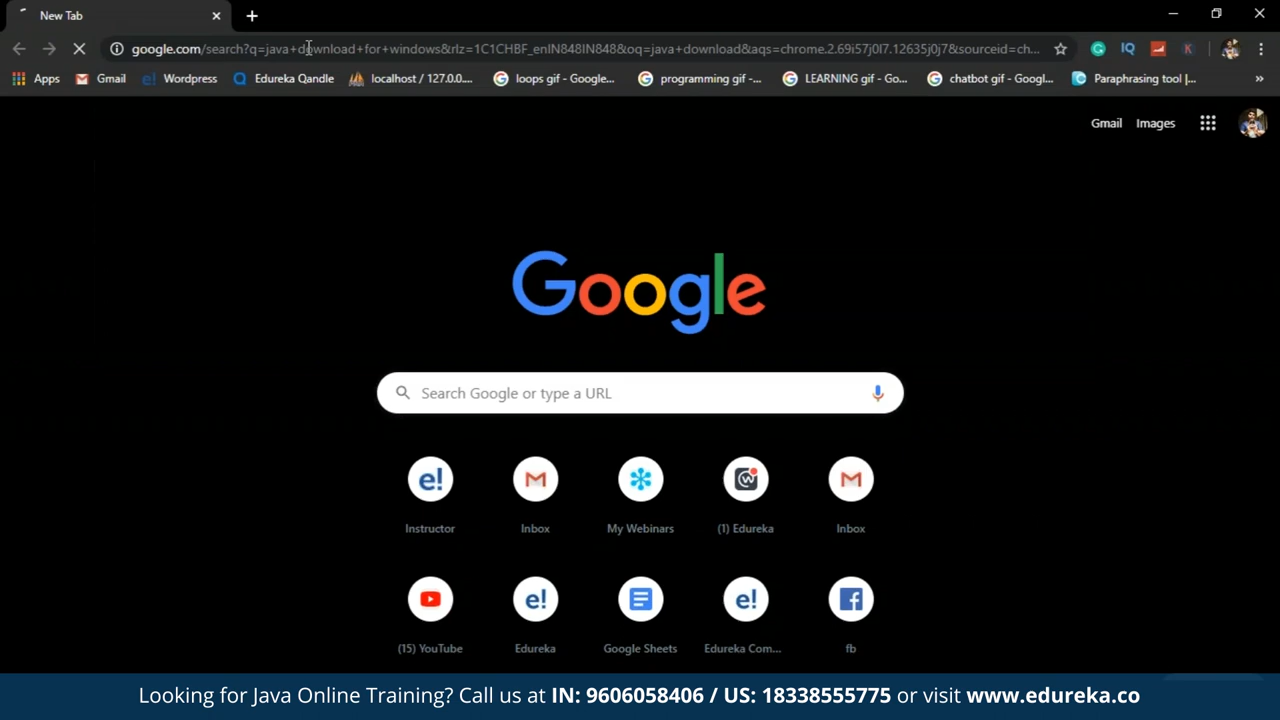 New Tab
google.com/search?q=java+download+for+windows&rlz=1C1CHBF_enIN848IN848&oq=java+download&aqs=chrome.2.69i57j0l7.12635j0j7&sourceid=ch...
Apps Gmail Wordpress Edureka Qandle localhost / 127.0.0.... loops gif - Google... programming gif -... LEARNING gif - Go... chatbot gif - Googl... Paraphrasing tool |... »
Gmail Images
Google
Search Google or type a URL
e! W e!
Instructor Inbox My Webinars (1) Edureka Inbox
e! e!
(15) YouTube Edureka Google Sheets Edureka Com... fb
Looking for Java Online Training? Call us at IN: 9606058406 / US: 18338555775 or visit www.edureka.co